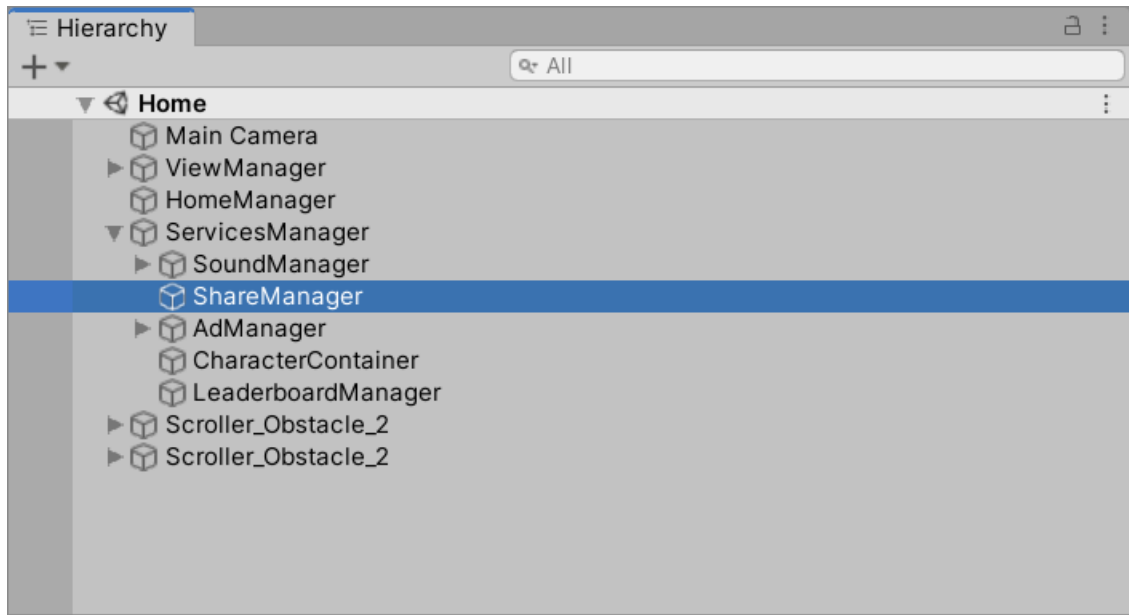 Hierarchy
All
Home
Main Camera
ViewManager
HomeManager
ServicesManager
SoundManager
ShareManager
AdManager
CharacterContainer
LeaderboardManager
Scroller_Obstacle_2
Scroller_Obstacle_2